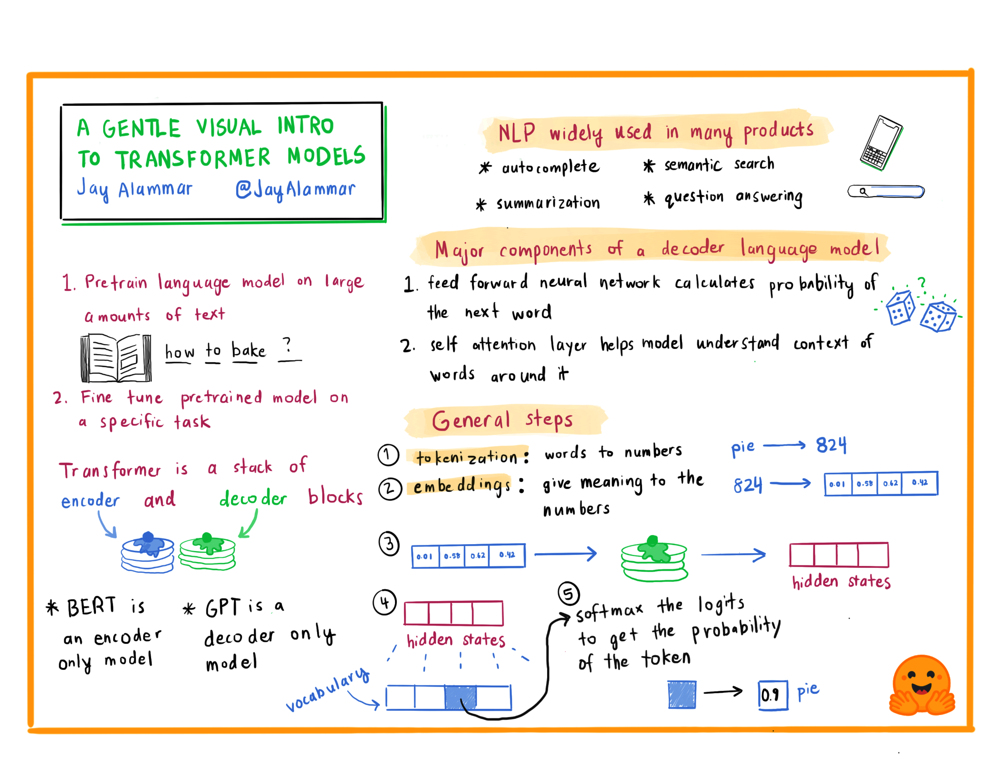 A GENTLE VISUAL INTRO
TO TRANSFORMER MODELS
Jay Alammar @JayAlammar
1. Pretrain language model on large
amounts of text
how to bake ?
2. Fine tune pretrained model on
a specific task
Transformer is a stack of
encoder and decoder blocks
* BERT is
an encoder
only model
* GPT is a
decoder only
model
NLP widely used in many products
* autocomplete * semantic search
* summarization * question answering
Major components of a decoder language model
1. feed forward neural network calculates probability of
the next word
?
2. self attention layer helps model understand context of
words around it
General steps
1 tokenization: words to numbers pie → 824
2 embeddings: give meaning to the
numbers
824 → 0.01 0.58 0.62 0.42
3 0.01 0.58 0.62 0.42
hidden states
4
hidden states
vocabulary
5
softmax the logits
to get the probability
of the token
0.9 pie